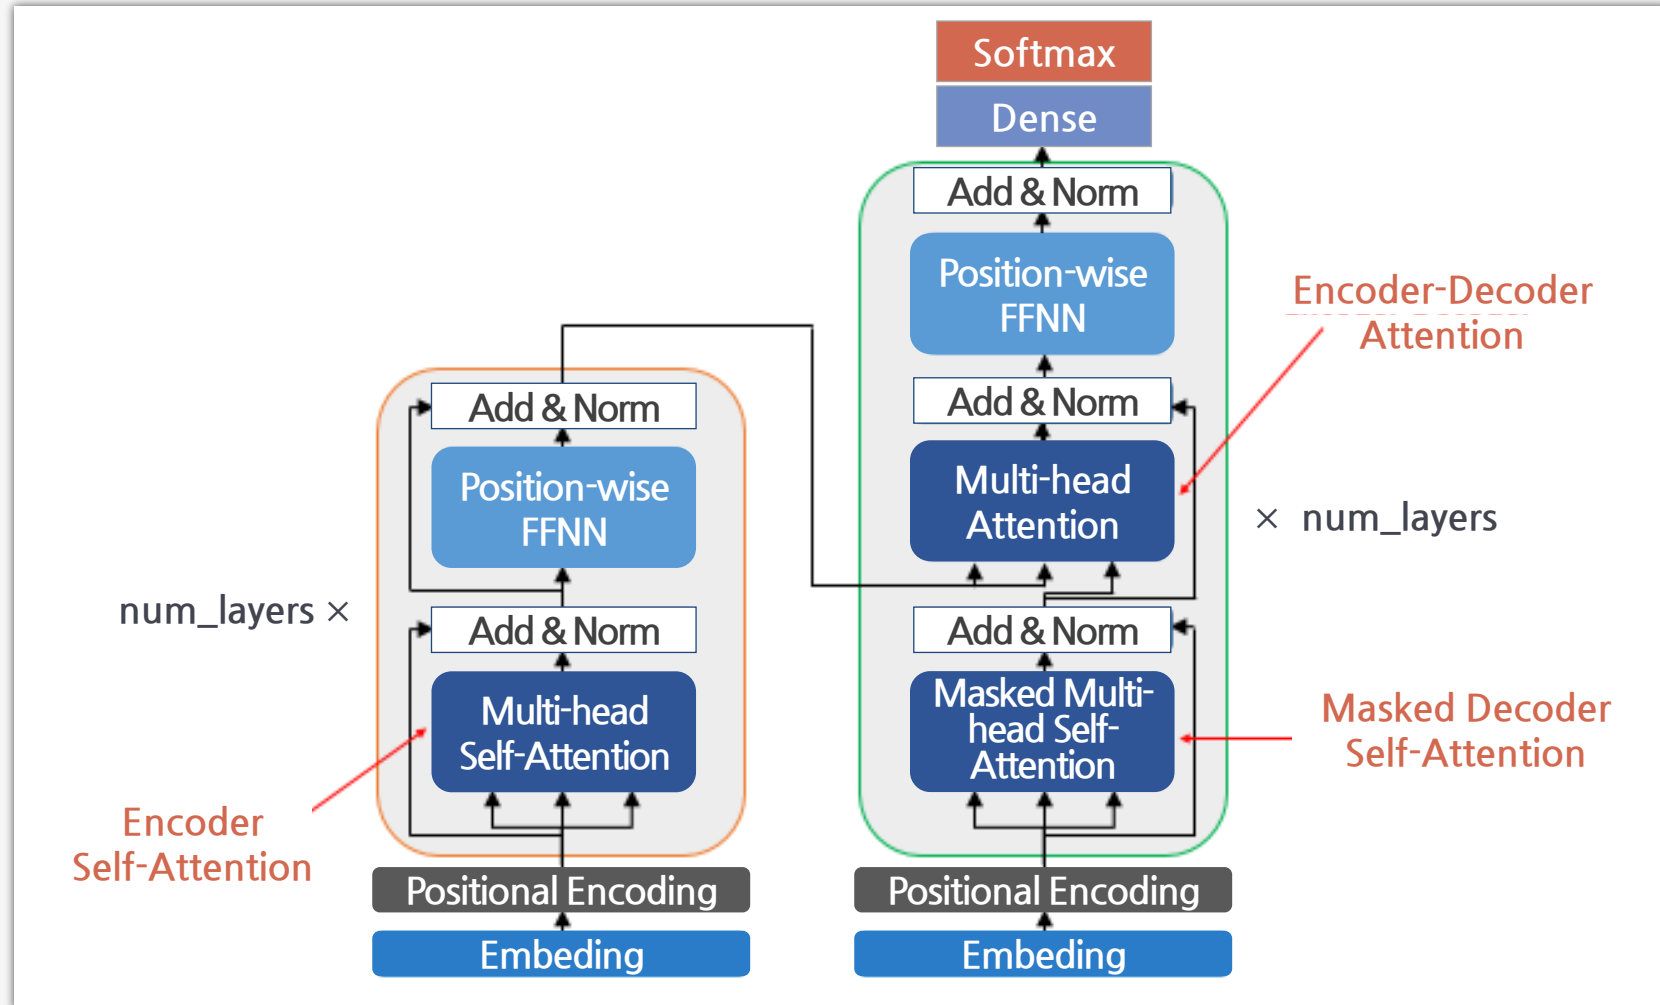 Softmax
Dense
Add & Norm
Position-wise
FFNN
Encoder-Decoder
Attention
Add & Norm
Multi-head
Attention
× num_layers
Add & Norm
Masked Multi-
head Self-
Attention
Masked Decoder
Self-Attention
Positional Encoding
Embeding
Add & Norm
Position-wise
FFNN
num_layers ×
Add & Norm
Multi-head
Self-Attention
Encoder
Self-Attention
Positional Encoding
Embeding